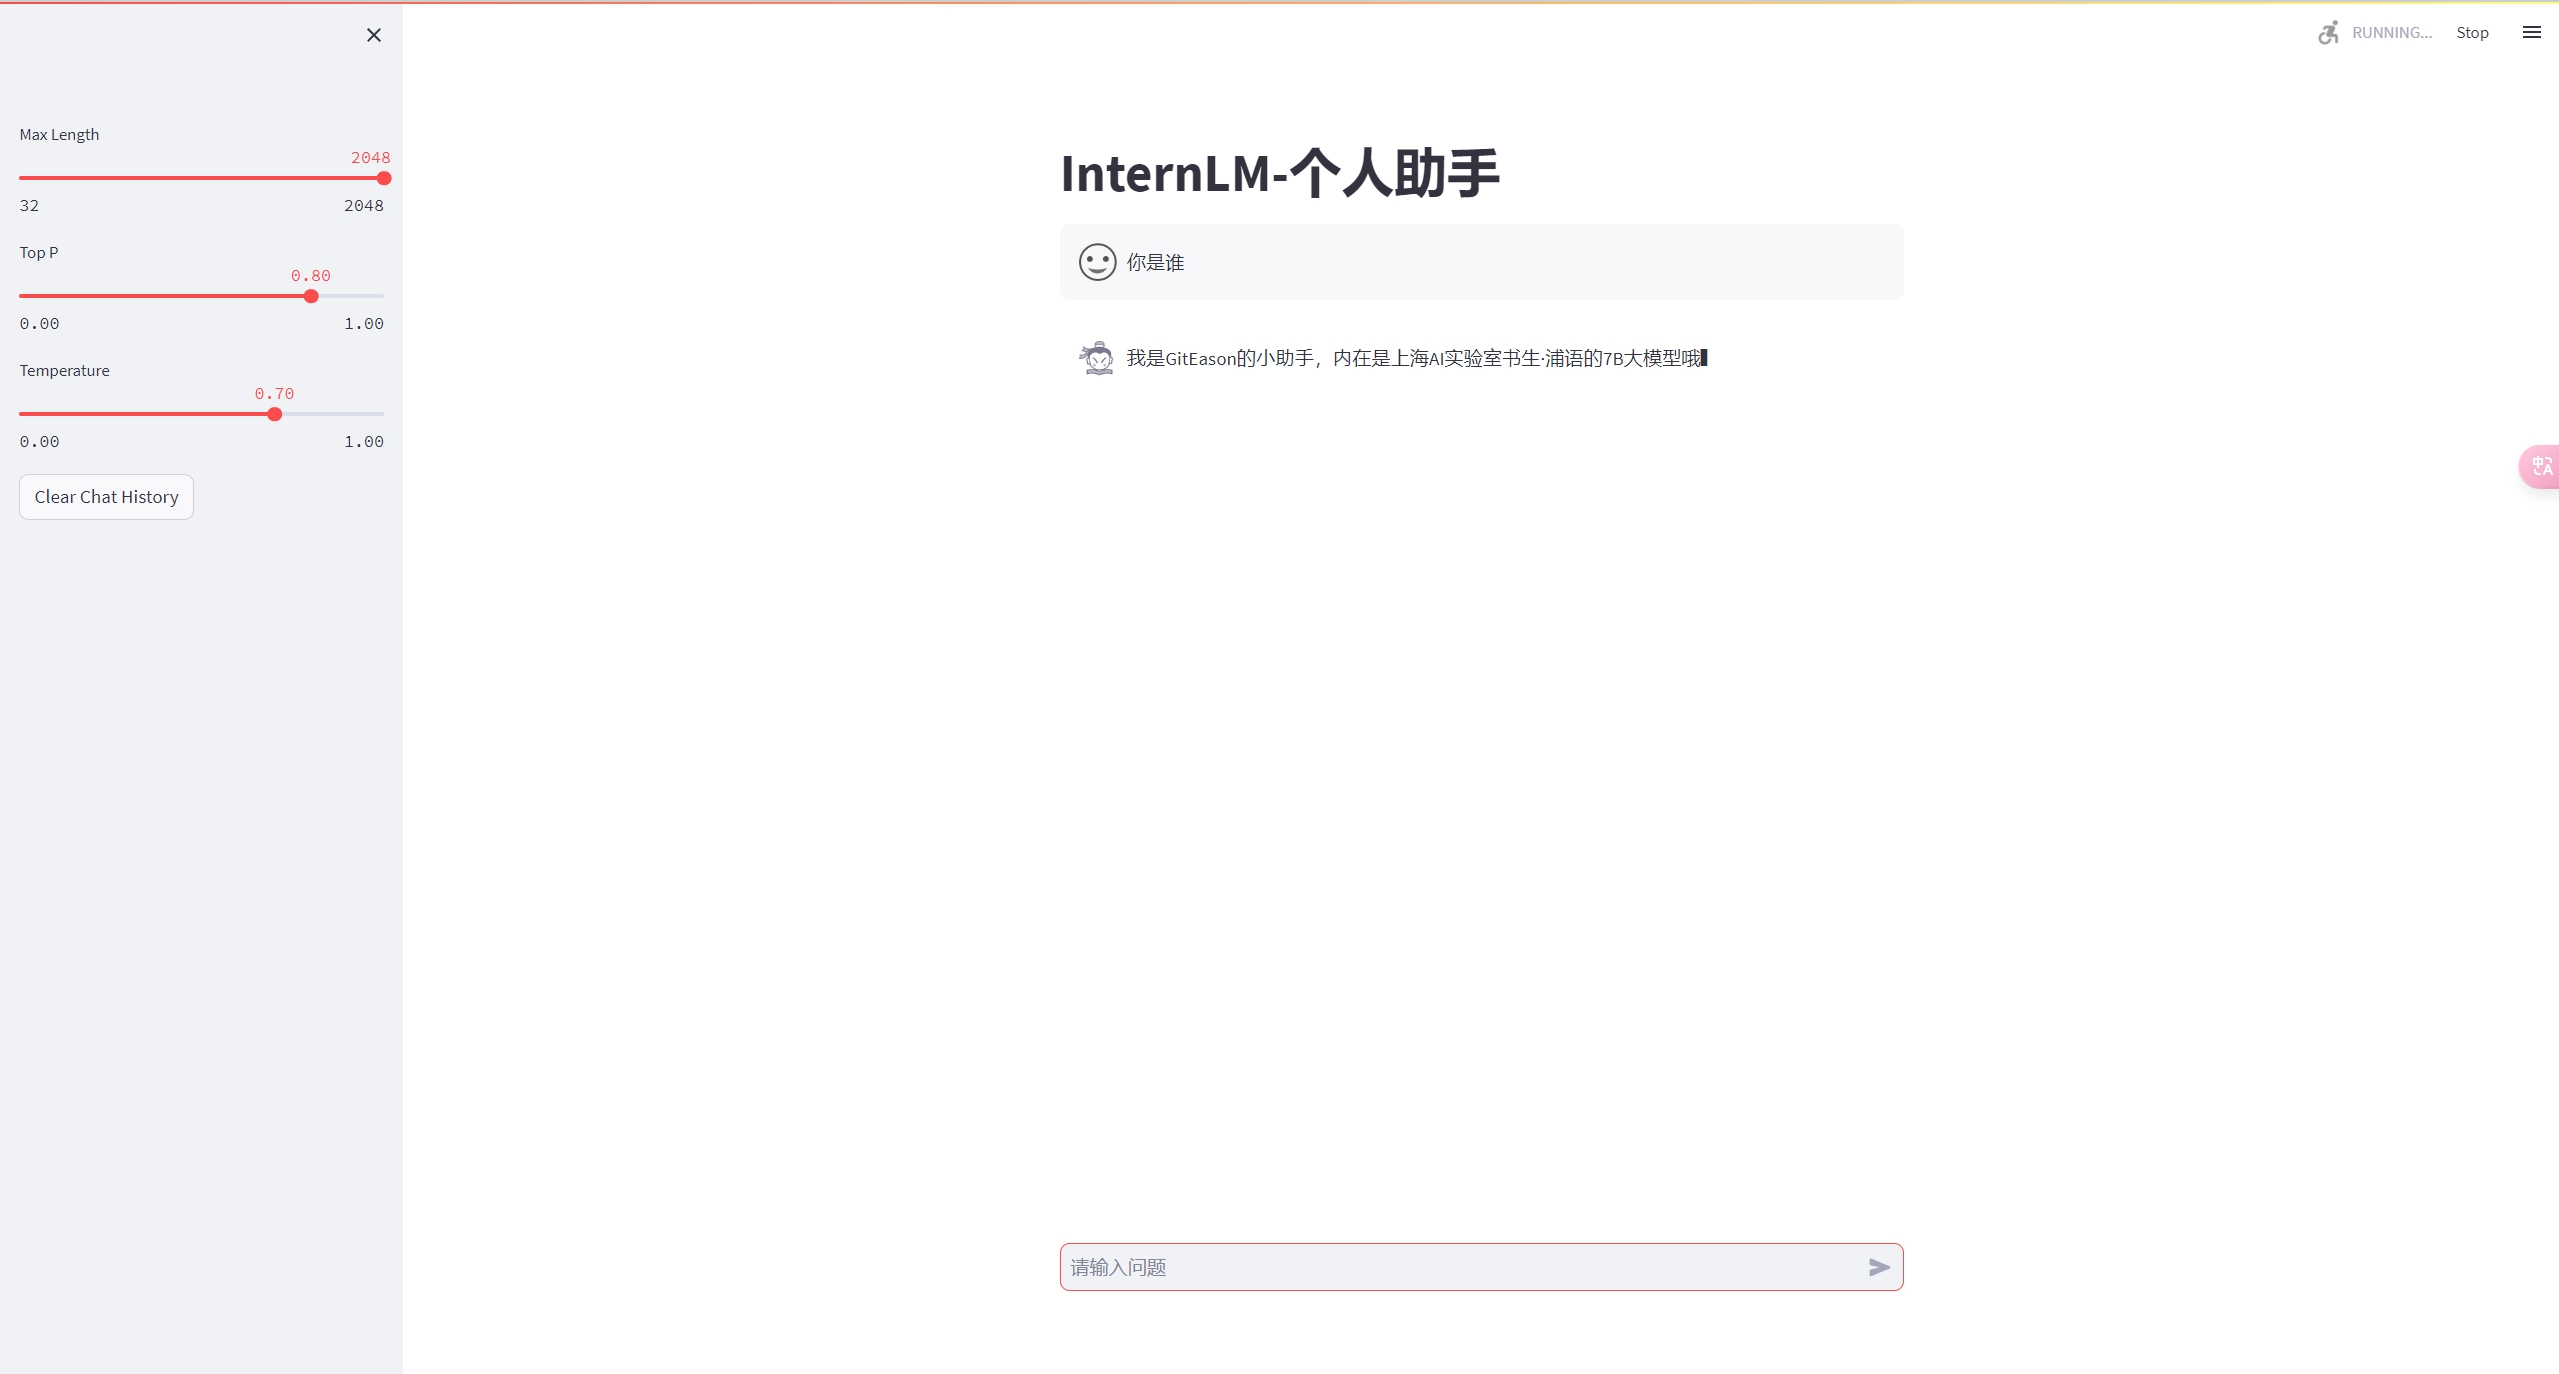 RUNNING...
Stop
Max Length
2048
32 2048
Top P
0.80
0.00 1.00
Temperature
0.70
0.00 1.00
Clear Chat History
InternLM-个人助手
你是谁
我是GitEason的小助手，内在是上海AI实验室书生·浦语的7B大模型哦
请输入问题
中A